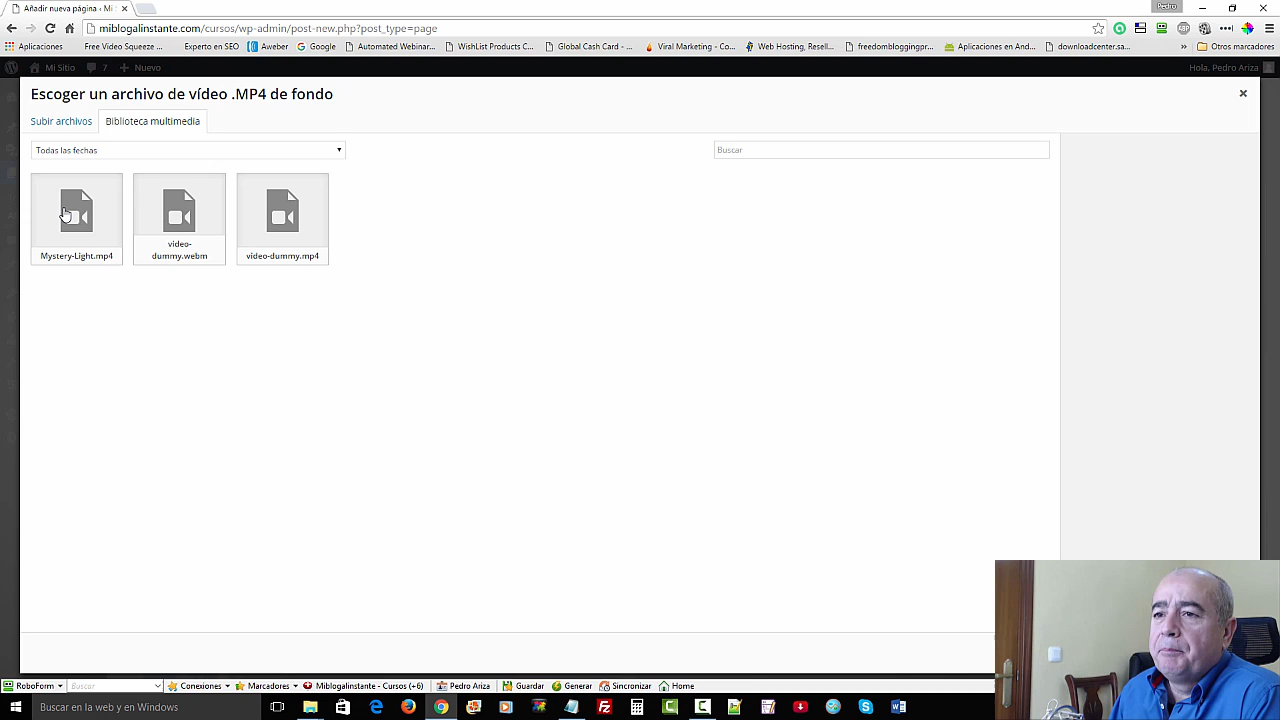 Añadir nueva página ‹ Mi S
Pedro
miblogalinstante.com/cursos/wp-admin/post-new.php?post_type=page
Aplicaciones
Free Video Squeeze ...
Experto en SEO
Aweber
Google
Automated Webinar...
WishList Products C...
Global Cash Card - ...
Viral Marketing - Co...
Web Hosting, Resell...
freedombloggingpr...
Aplicaciones en And...
downloadcenter.sa...
»
Otros marcadores
Mi Sitio
7
Nuevo
Hola, Pedro Ariza
Escoger un archivo de vídeo .MP4 de fondo
Subir archivos
Biblioteca multimedia
Todas las fechas
Buscar
Mystery-Light.mp4
video-
dummy.webm
video-dummy.mp4
RoboForm
Buscar
Conexiones
Marcadores
Miblogalinstante - Cursos (+6)
Pedro Ariza
Guardar
Generar
Sincronizar
Home
Buscar en la web y en Windows